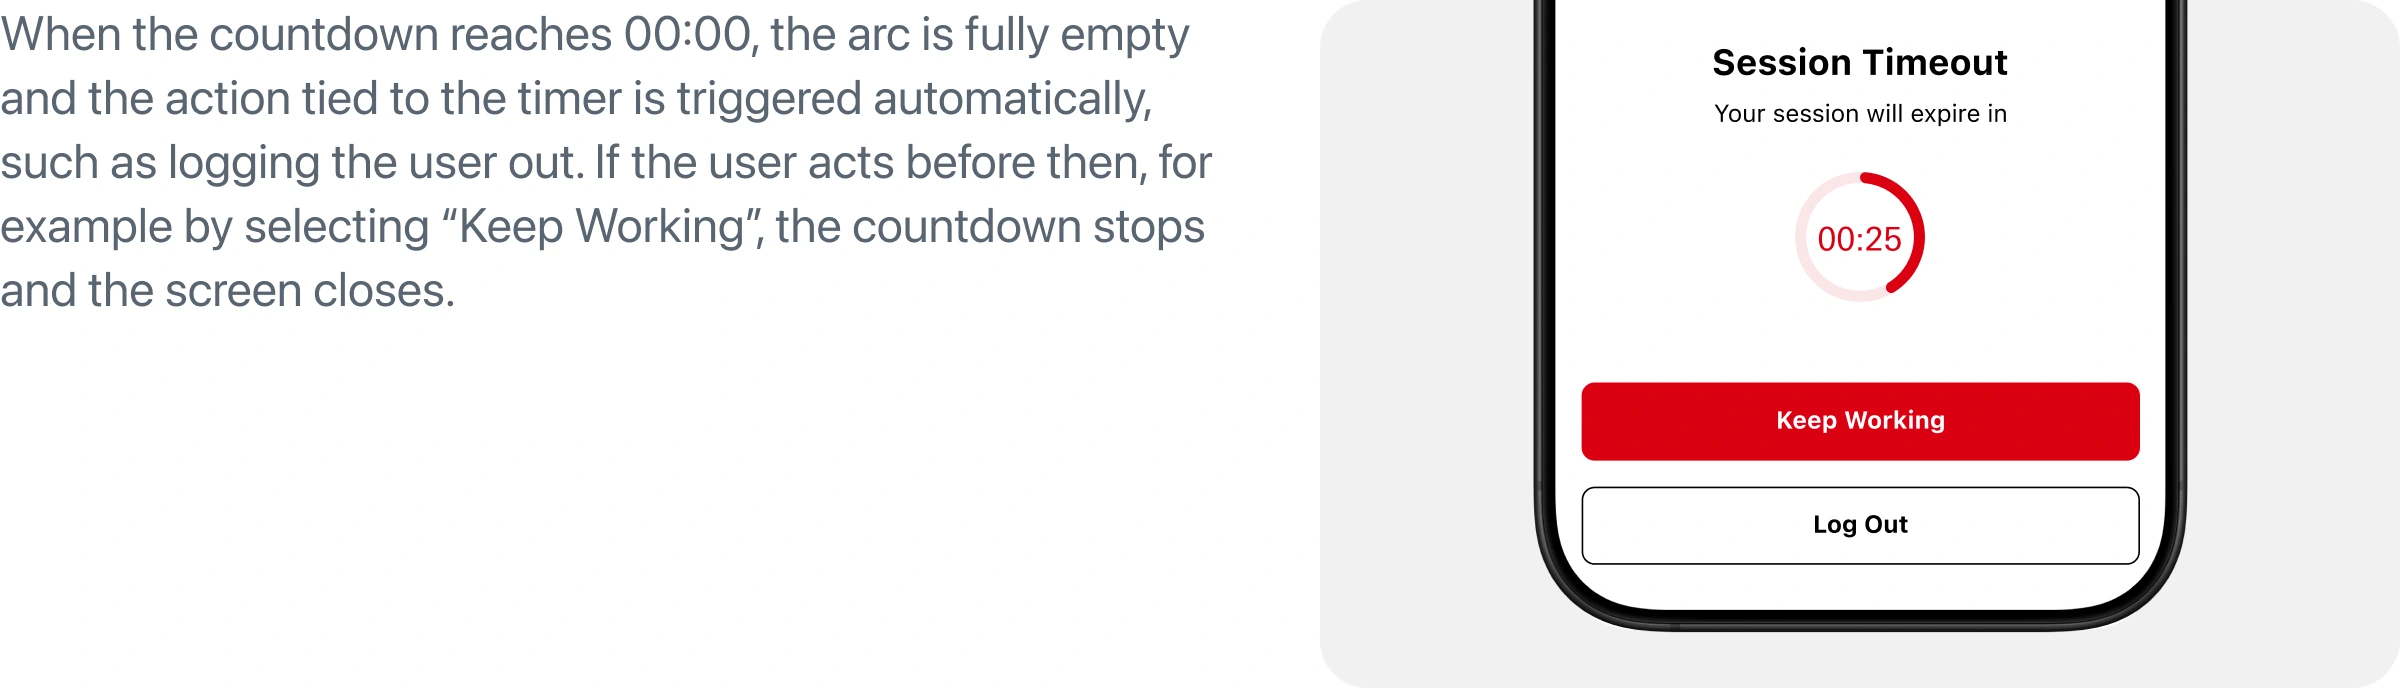 When the countdown reaches 00:00, the arc is fully empty
and the action tied to the timer is triggered automatically,
such as logging the user out. If the user acts before then, for
example by selecting “Keep Working”, the countdown stops
and the screen closes.
Session Timeout
Your session will expire in
00:25
Keep Working
Log Out